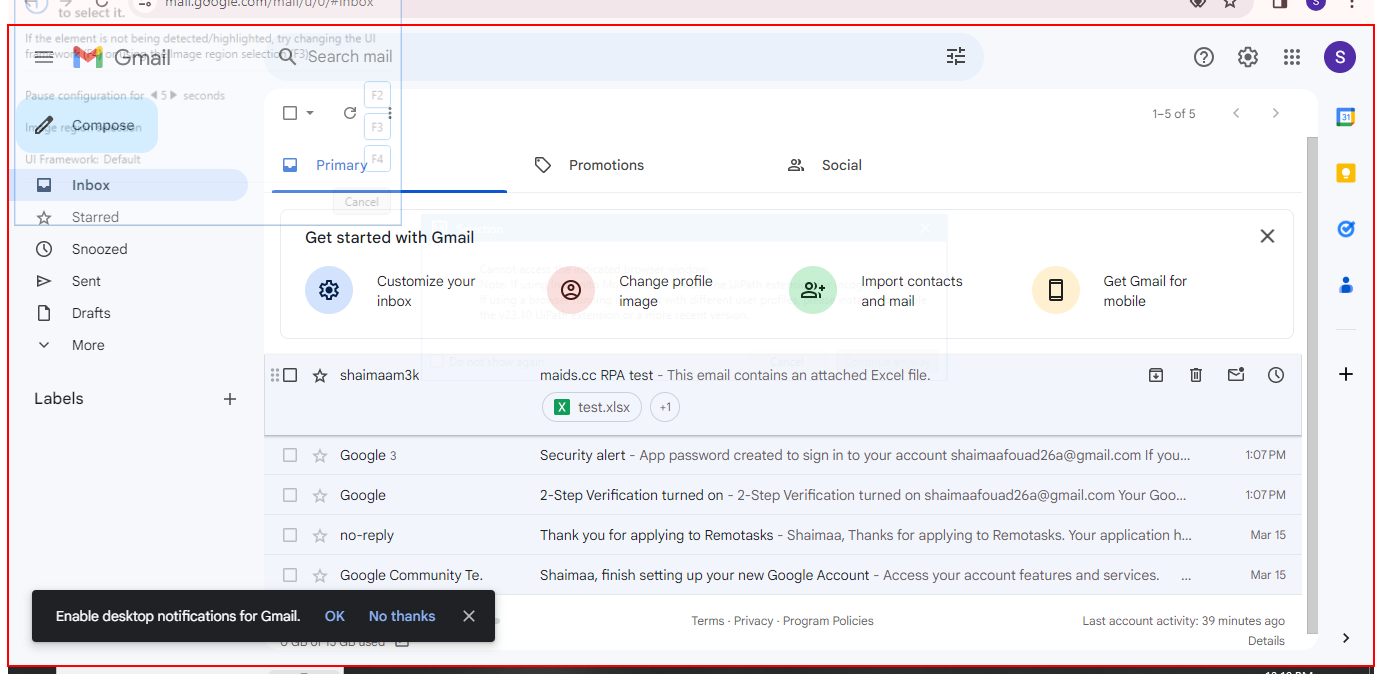 to select it.
mail.google.com/mail/u/0/#inbox
S
If the element is not being detected/highlighted, try changing the UI
framework (F4) or using the Image region selection (F3).
Gmail
Search mail
S
Pause configuration for 5 seconds
F2
Image region selection
F3
UI Framework: Default
F4
Cancel
Compose
1–5 of 5
31
Primary
Promotions
Social
Inbox
Starred
Snoozed
Sent
Drafts
More
Labels
Get started with Gmail
Customize your
inbox
Change profile
image
Import contacts
and mail
Get Gmail for
mobile
Do not show again
Cancel
shaimaam3k maids.cc RPA test - This email contains an attached Excel file.
X test.xlsx +1
Google 3 Security alert - App password created to sign in to your account shaimaafouad26a@gmail.com If you... 1:07 PM
Google 2-Step Verification turned on - 2-Step Verification turned on shaimaafouad26a@gmail.com Your Goo... 1:07 PM
no-reply Thank you for applying to Remotasks - Shaimaa, Thanks for applying to Remotasks. Your application h... Mar 15
Google Community Te. Shaimaa, finish setting up your new Google Account - Access your account features and services. ... Mar 15
Enable desktop notifications for Gmail. OK No thanks
0 GB of 15 GB used
Terms · Privacy · Program Policies
Last account activity: 39 minutes ago
Details